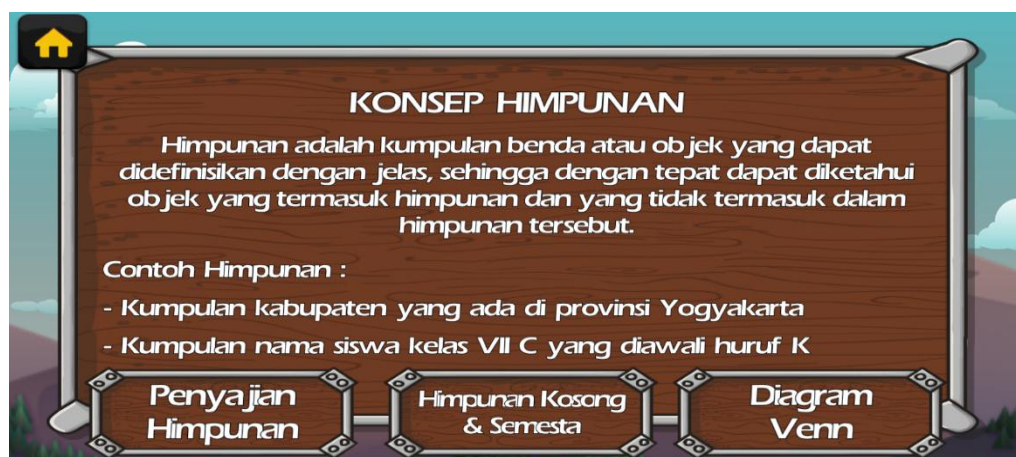 KONSEP HIMPUNAN
Himpunan adalah kumpulan benda atau objek yang dapat
didefinisikan dengan jelas, sehingga dengan tepat dapat diketahui
objek yang termasuk himpunan dan yang tidak termasuk dalam
himpunan tersebut.
Contoh Himpunan :
- Kumpulan kabupaten yang ada di provinsi Yogyakarta
- Kumpulan nama siswa kelas VII C yang diawali huruf K
Penyajian
Himpunan
Himpunan Kosong
& Semesta
Diagram
Venn